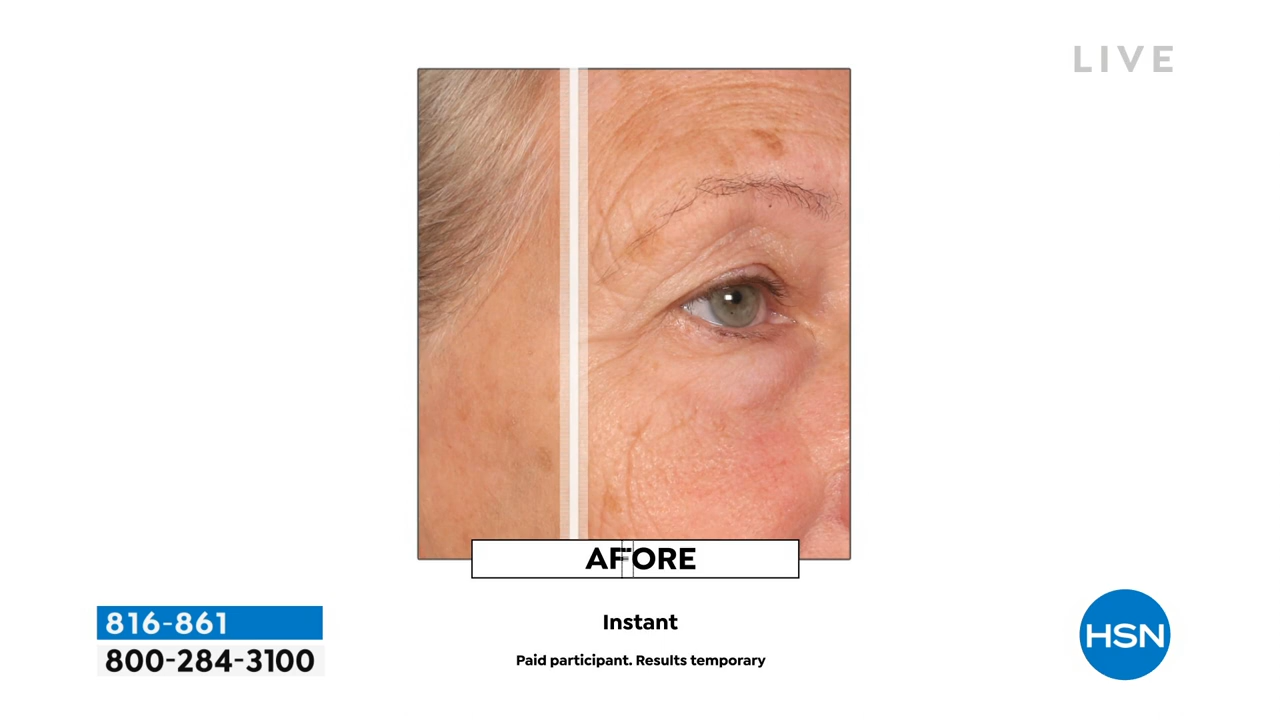 LIVE
AFORE
Instant
Paid participant. Results temporary
816-861
800-284-3100
HSN